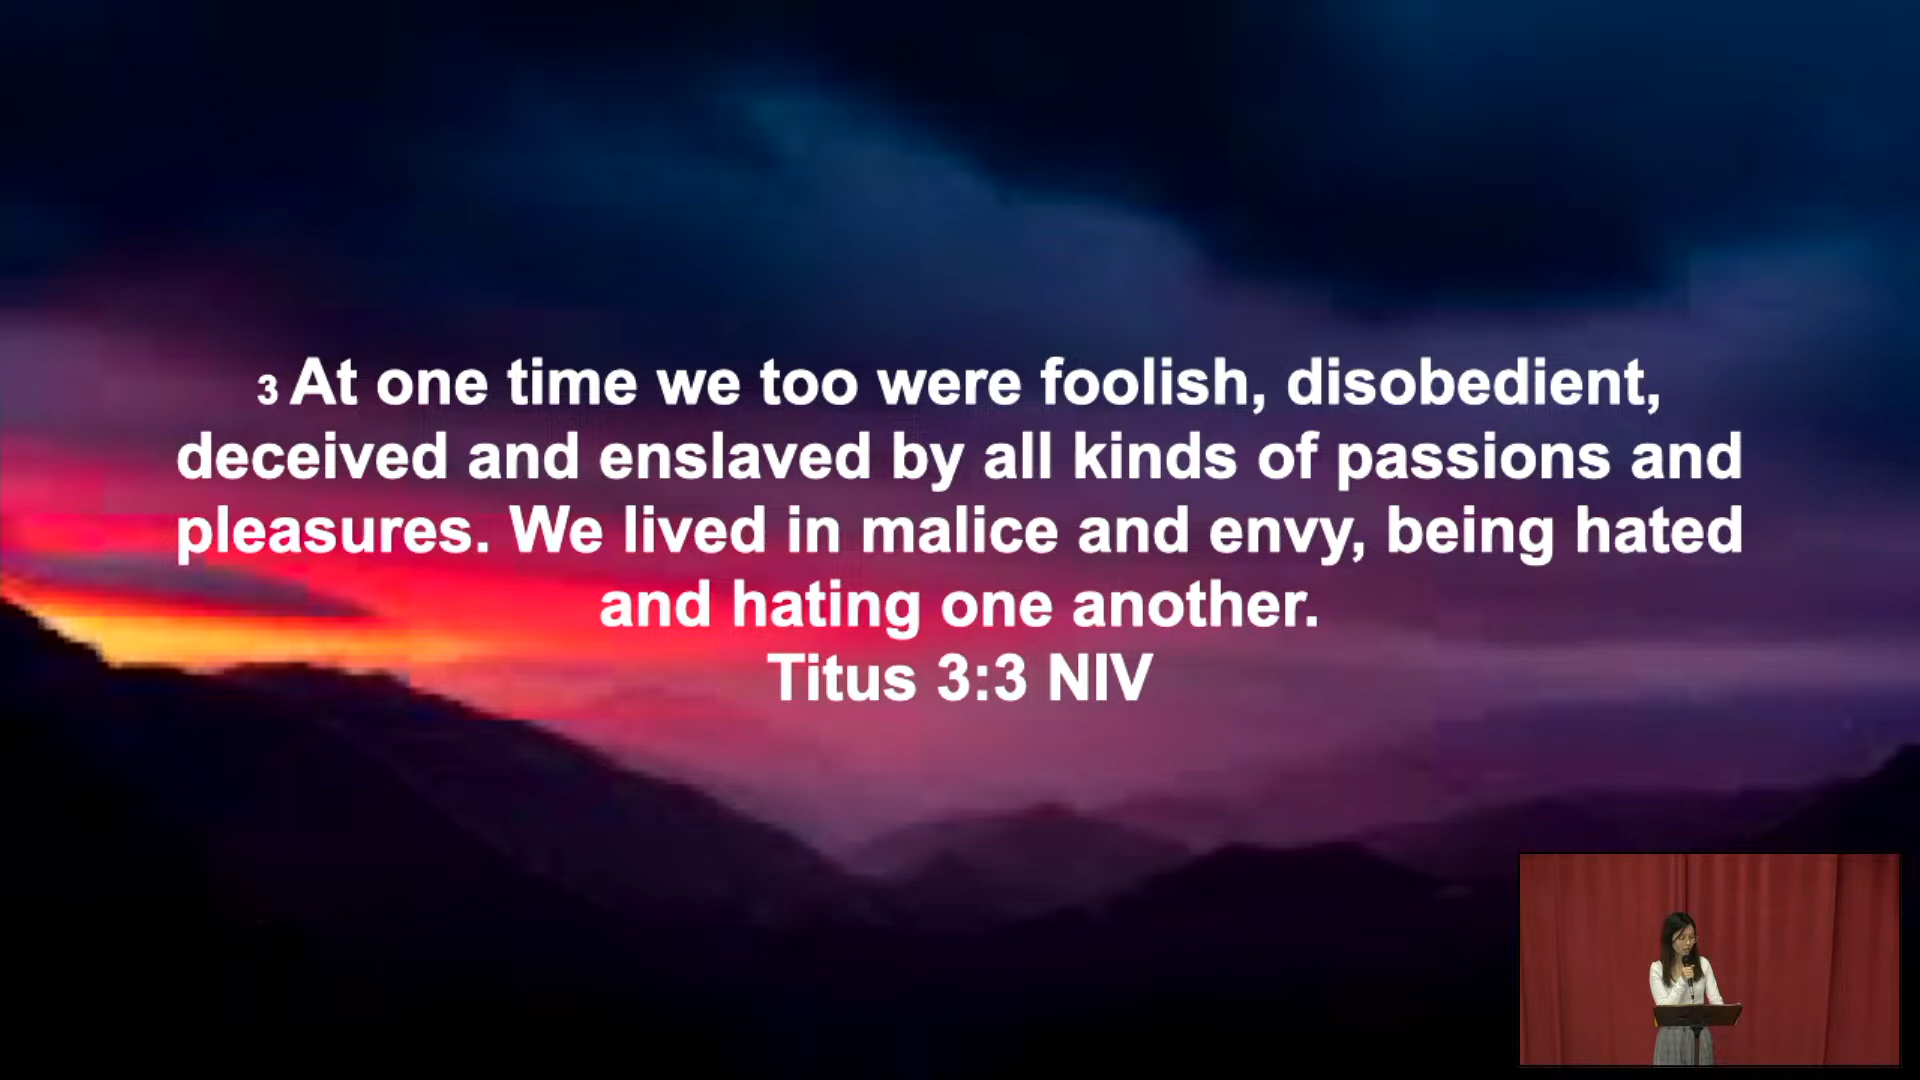 3 At one time we too were foolish, disobedient,
deceived and enslaved by all kinds of passions and
pleasures. We lived in malice and envy, being hated
and hating one another.
Titus 3:3 NIV